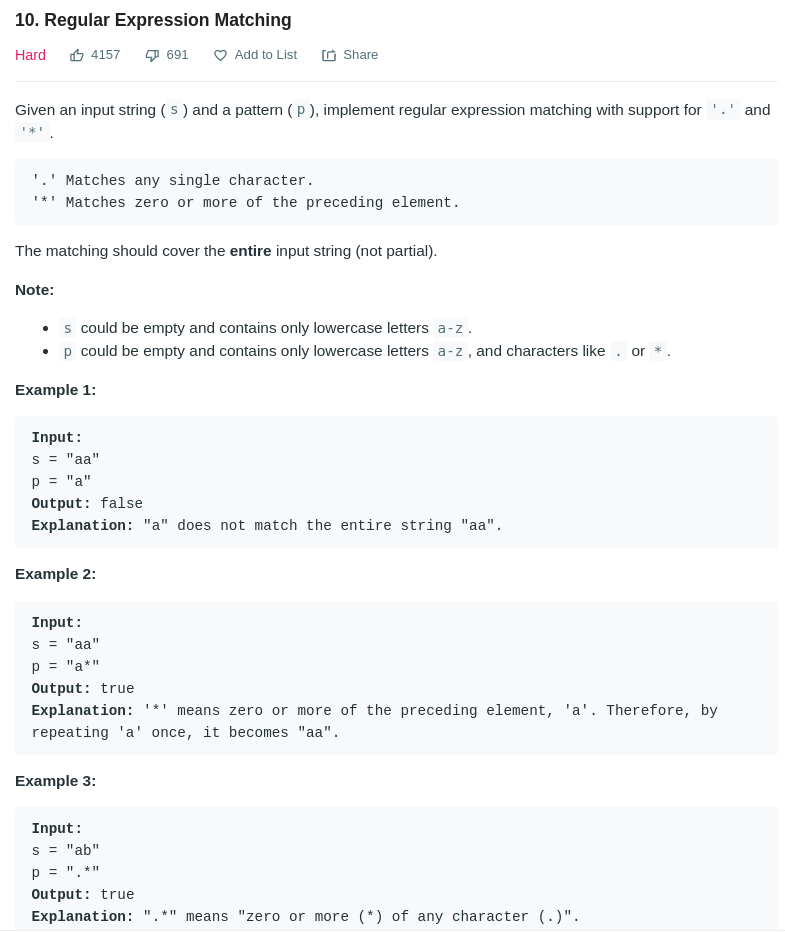 10. Regular Expression Matching
Hard 4157 691 Add to List Share
Given an input string ( s ) and a pattern ( p ), implement regular expression matching with support for '.' and
'*' .
'.' Matches any single character.
'*' Matches zero or more of the preceding element.
The matching should cover the entire input string (not partial).
Note:
s could be empty and contains only lowercase letters a-z .
p could be empty and contains only lowercase letters a-z , and characters like . or * .
Example 1:
Input:
s = "aa"
p = "a"
Output: false
Explanation: "a" does not match the entire string "aa".
Example 2:
Input:
s = "aa"
p = "a*"
Output: true
Explanation: '*' means zero or more of the preceding element, 'a'. Therefore, by
repeating 'a' once, it becomes "aa".
Example 3:
Input:
s = "ab"
p = ".*"
Output: true
Explanation: ".*" means "zero or more (*) of any character (.)".